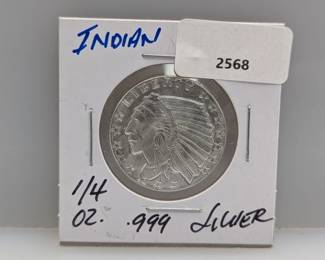 INDIAN
2568
LIBERTY
1/4
OZ. .999 SILVER